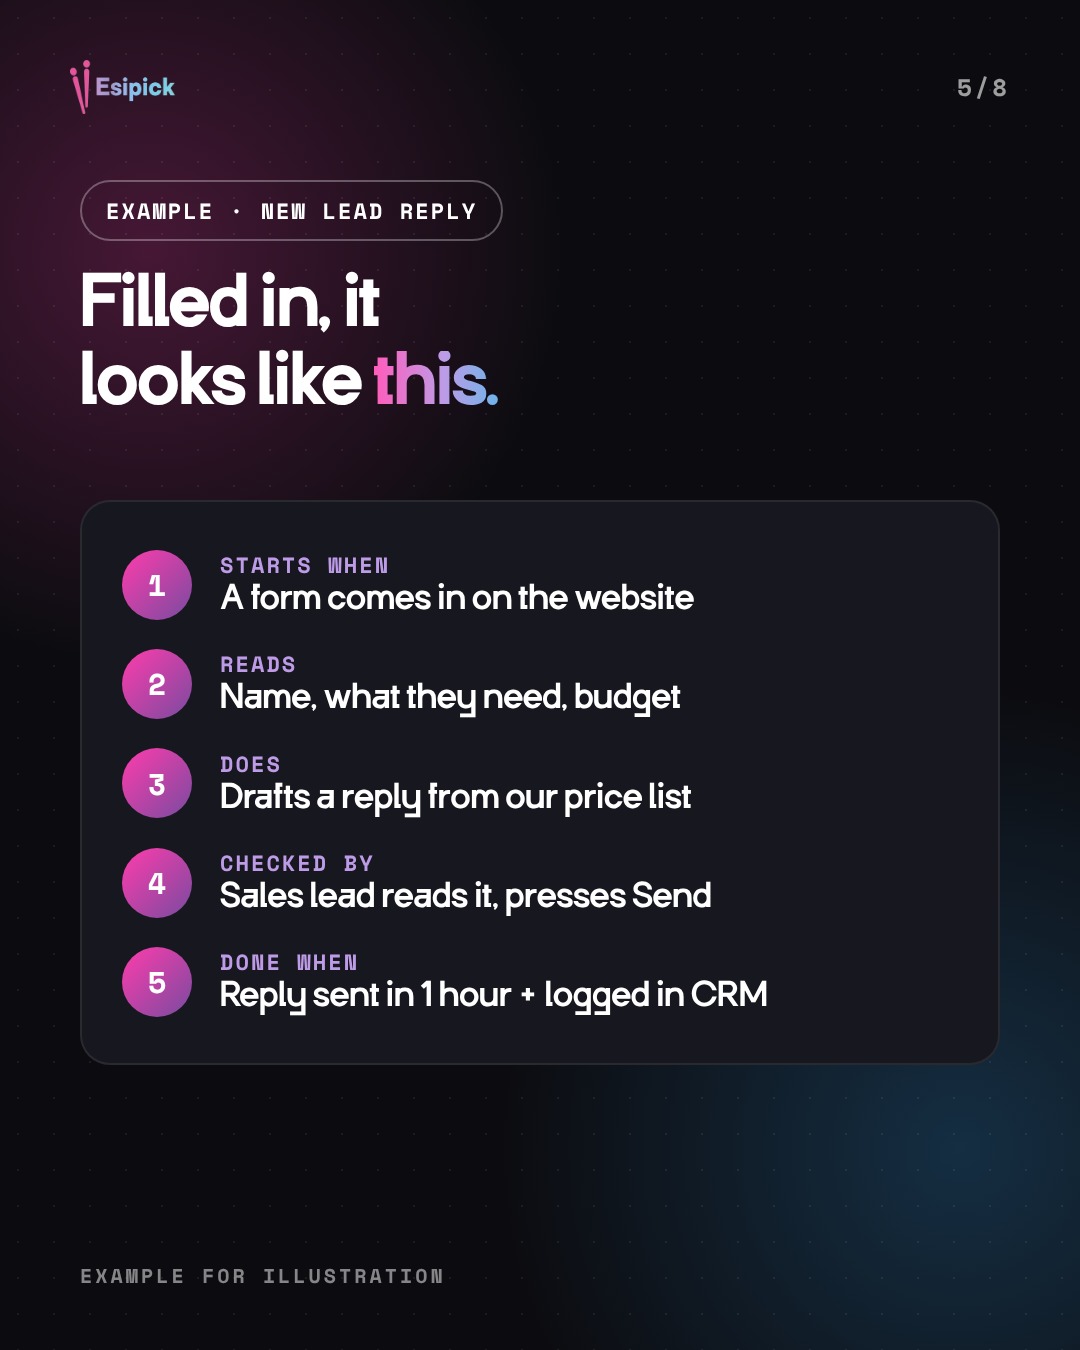 Esipick
5 / 8
EXAMPLE · NEW LEAD REPLY
Filled in, it
looks like this.
1
STARTS WHEN
A form comes in on the website
2
READS
Name, what they need, budget
3
DOES
Drafts a reply from our price list
4
CHECKED BY
Sales lead reads it, presses Send
5
DONE WHEN
Reply sent in 1 hour + logged in CRM
EXAMPLE FOR ILLUSTRATION